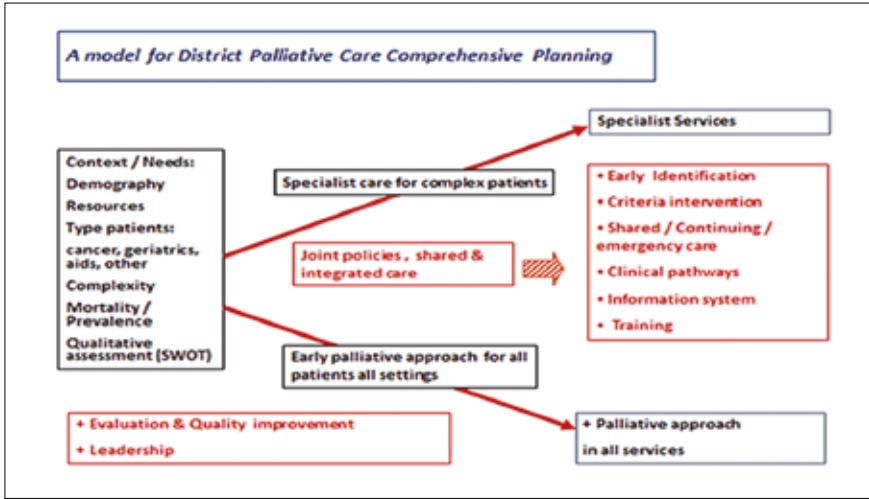 A model for District Palliative Care Comprehensive Planning
Specialist Services
Context / Needs:
Demography
Resources
Type patients:
cancer, geriatrics,
aids, other
Complexity
Mortality /
Prevalence
Qualitative
assessment (SWOT)
Specialist care for complex patients
Joint policies , shared &
integrated care
• Early Identification
• Criteria intervention
• Shared / Continuing /
emergency care
• Clinical pathways
• Information system
• Training
Early palliative approach for all
patients all settings
+ Evaluation & Quality improvement
+ Leadership
+ Palliative approach
in all services